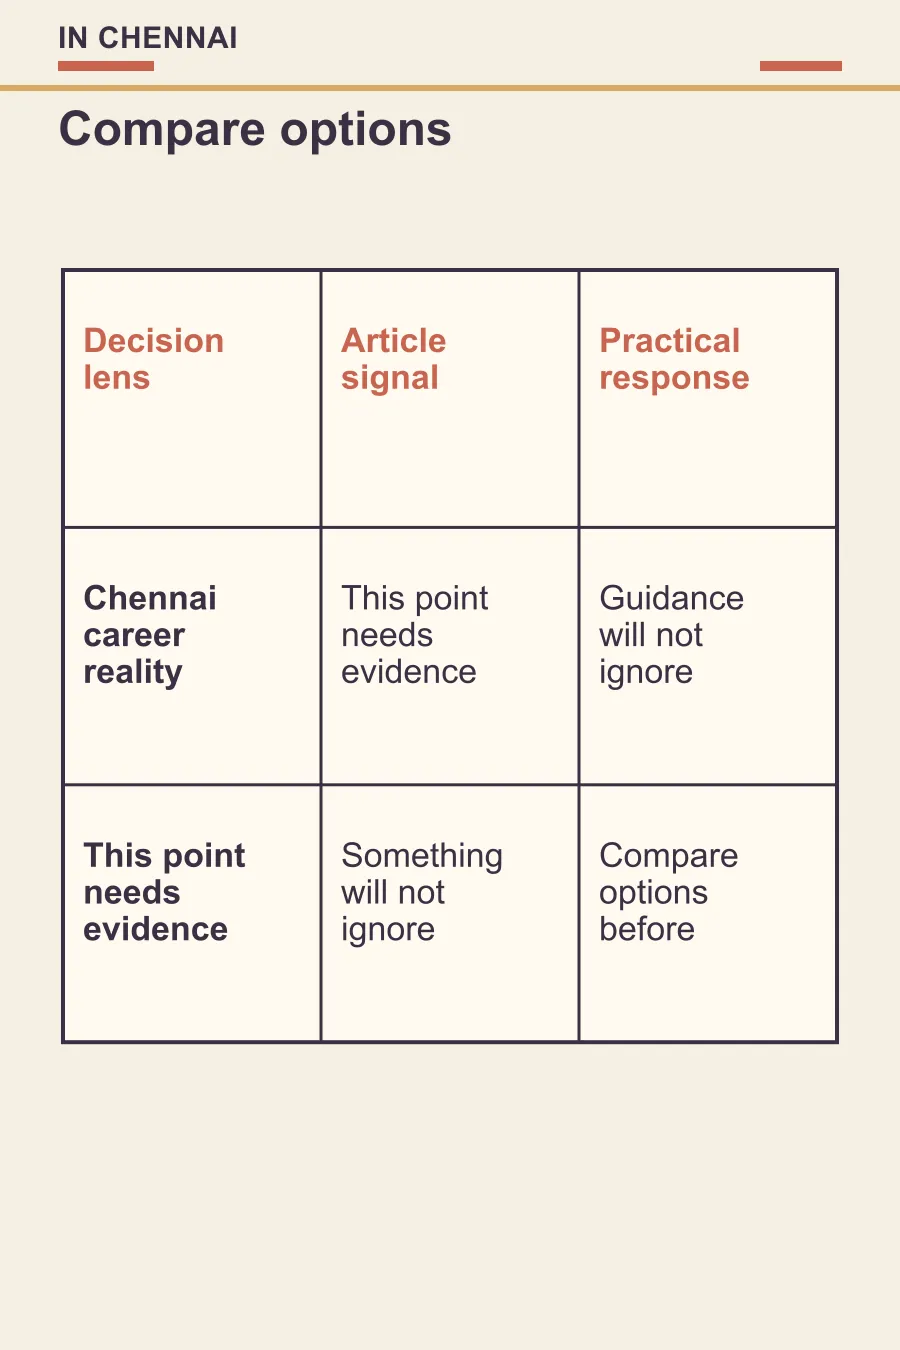 IN CHENNAI
Compare options
Decision
lens
Article
signal
Practical
response
Chennai
career
reality
This point
needs
evidence
Guidance
will not
ignore
This point
needs
evidence
Something
will not
ignore
Compare
options
before